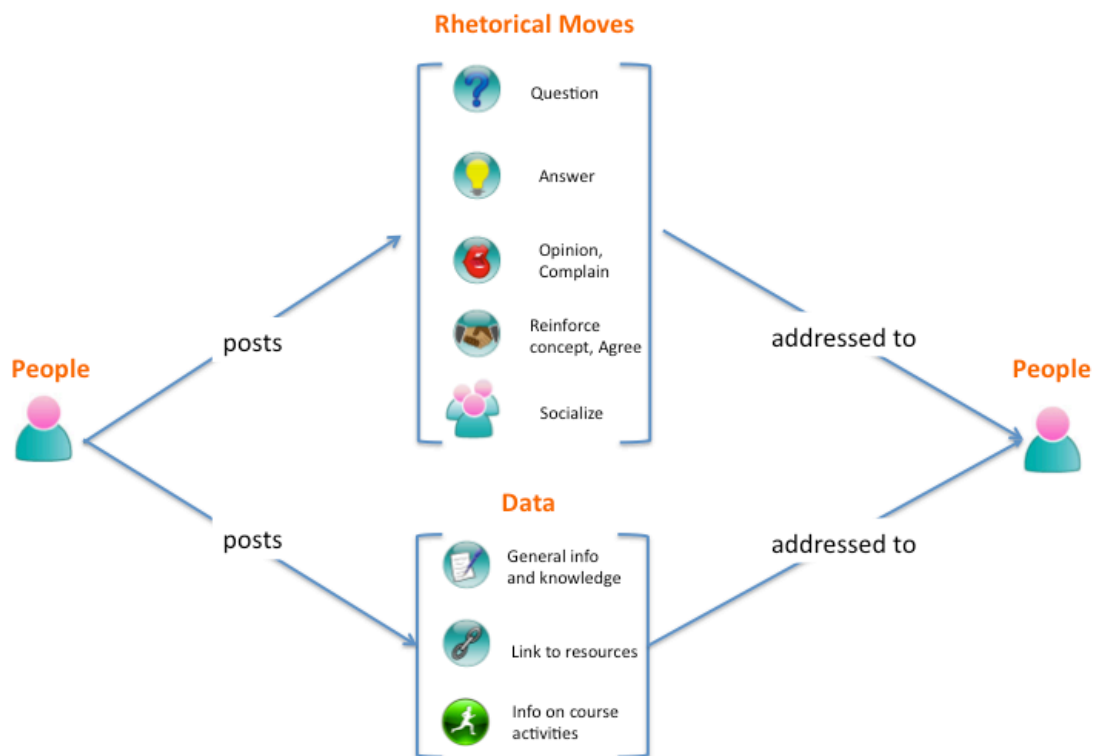 Rhetorical Moves
Question
Answer
Opinion,
Complain
Reinforce
concept, Agree
Socialize
posts
addressed to
People
People
Data
posts
addressed to
General info
and knowledge
Link to resources
Info on course
activities